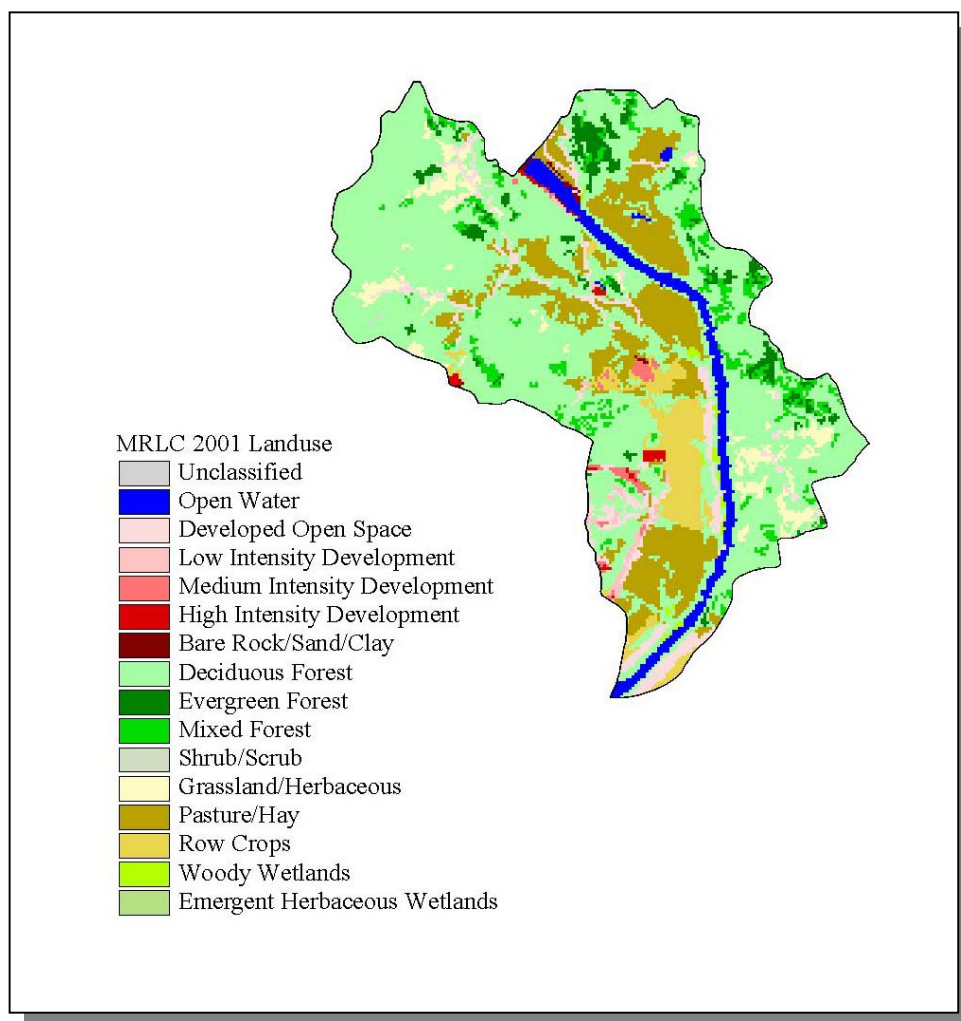 MRLC 2001 Landuse
Unclassified
Open Water
Developed Open Space
Low Intensity Development
Medium Intensity Development
High Intensity Development
Bare Rock/Sand/Clay
Deciduous Forest
Evergreen Forest
Mixed Forest
Shrub/Scrub
Grassland/Herbaceous
Pasture/Hay
Row Crops
Woody Wetlands
Emergent Herbaceous Wetlands